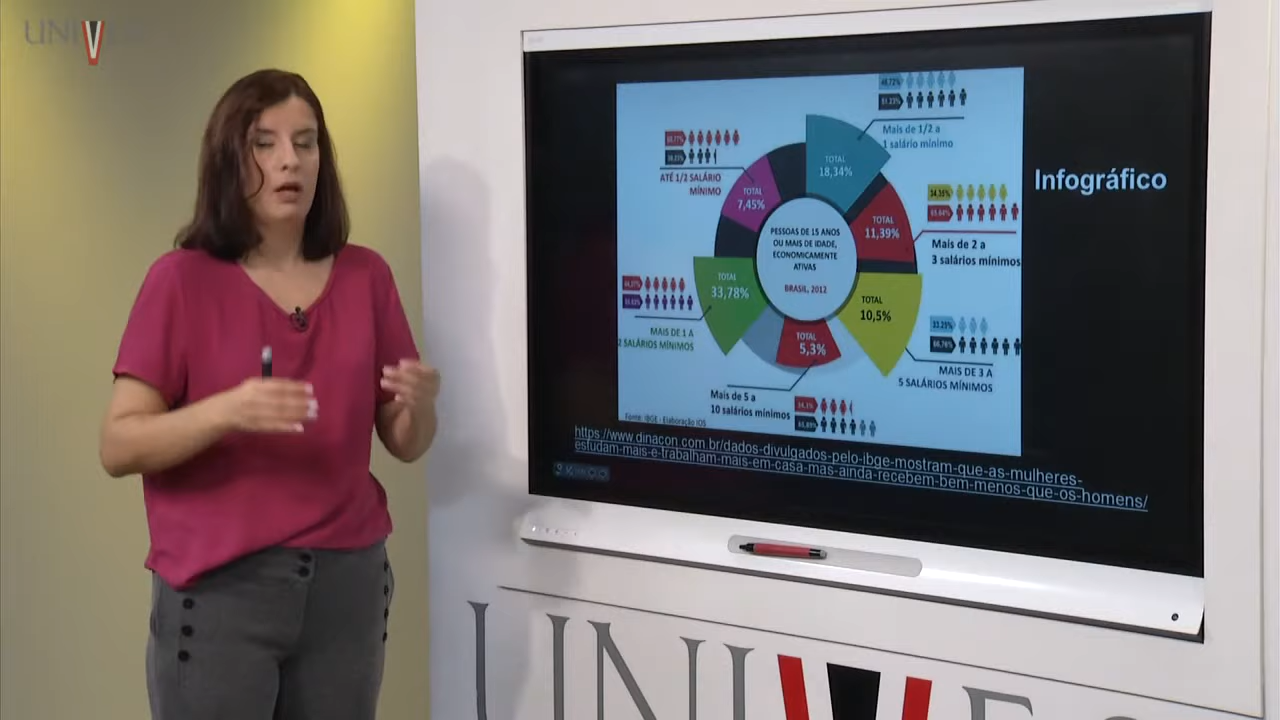 UNIV
Infográfico
Mais de 1/2 a
1 salário mínimo
TOTAL
18,34%
ATÉ 1/2 SALÁRIO
MÍNIMO
TOTAL
7,45%
TOTAL
11,39%
Mais de 2 a
3 salários mínimos
PESSOAS DE 15 ANOS
OU MAIS DE IDADE,
ECONOMICAMENTE
ATIVAS
BRASIL, 2012
TOTAL
33,78%
MAIS DE 1 A
2 SALÁRIOS MÍNIMOS
TOTAL
10,5%
MAIS DE 3 A
5 SALÁRIOS MÍNIMOS
TOTAL
5,3%
Mais de 5 a
10 salários mínimos
Fonte: IBGE - Elaboração IOS
https://www.dinacon.com.br/dados-divulgados-pelo-ibge-mostram-que-as-mulheres-
estudam-mais-e-trabalham-mais-em-casa-mas-ainda-recebem-bem-menos-que-os-homens/
UNIVES